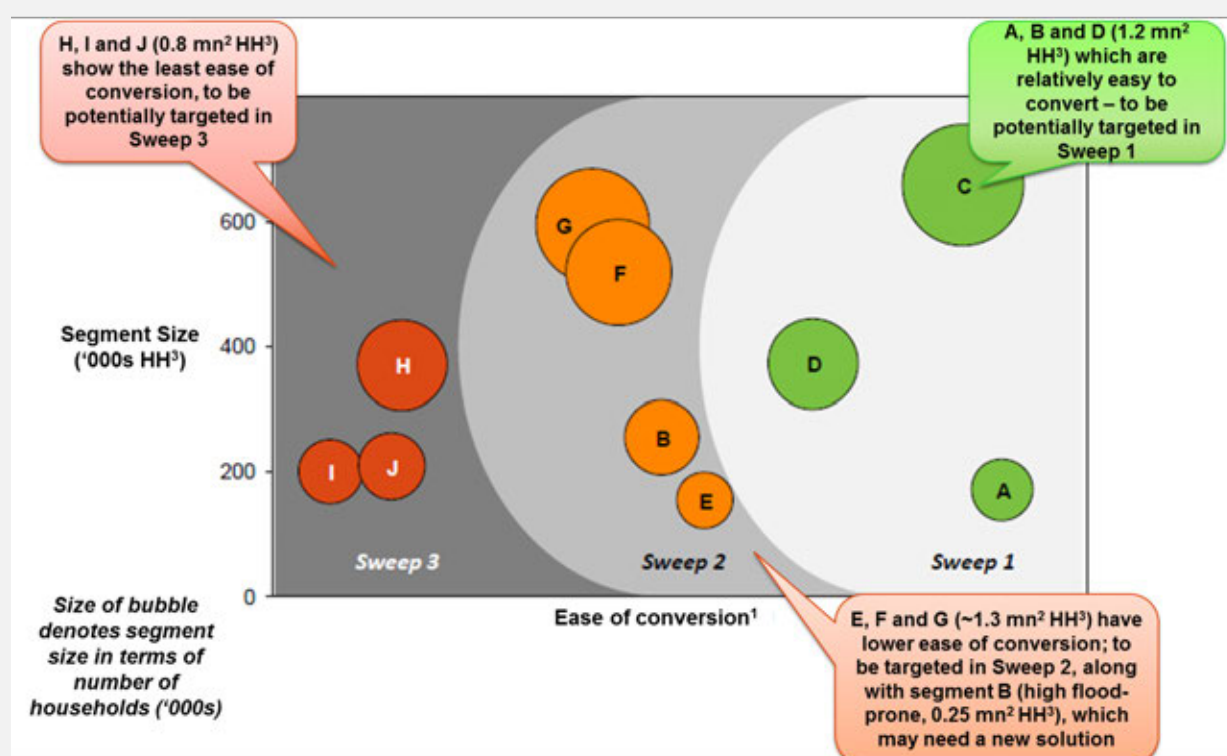 H, I and J (0.8 mn² HH³)
show the least ease of
conversion, to be
potentially targeted in
Sweep 3
A, B and D (1.2 mn²
HH³) which are
relatively easy to
convert – to be
potentially targeted in
Sweep 1
600
400
200
0
Segment Size
('000s HH³)
C
G
F
H
D
B
I
J
E
A
Sweep 3
Sweep 2
Sweep 1
Size of bubble
denotes segment
size in terms of
number of
households ('000s)
Ease of conversion¹
E, F and G (~1.3 mn² HH³) have
lower ease of conversion; to
be targeted in Sweep 2, along
with segment B (high flood-
prone, 0.25 mn² HH³), which
may need a new solution